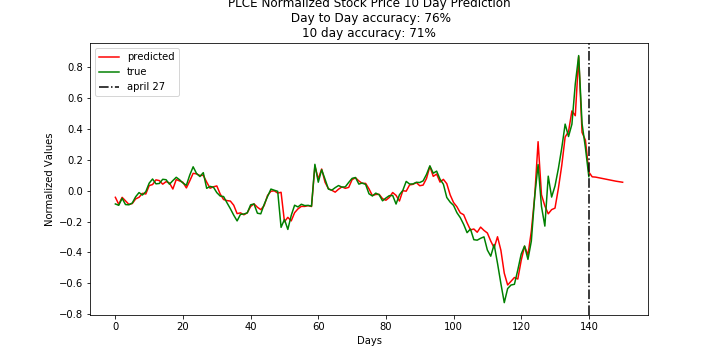 PLCE Normalized Stock Price 10 Day Prediction
Day to Day accuracy: 76%
10 day accuracy: 71%
predicted
true
april 27
Normalized Values
0.8
0.6
0.4
0.2
0.0
−0.2
−0.4
−0.6
−0.8
0
20
40
60
80
100
120
140
Days